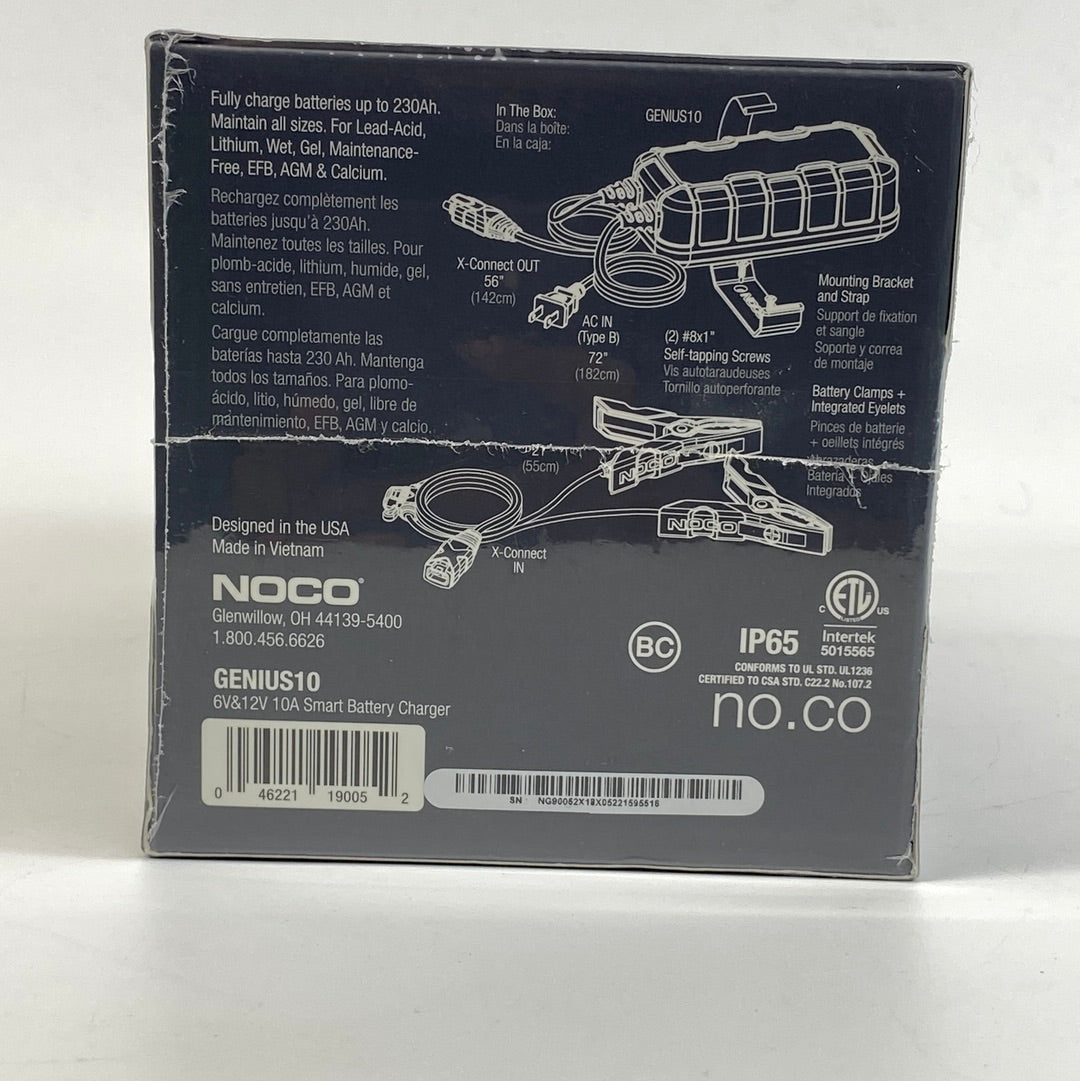 Fully charge batteries up to 230Ah.
Maintain all sizes. For Lead-Acid,
Lithium, Wet, Gel, Maintenance-
Free, EFB, AGM & Calcium.
Rechargez complètement les
batteries jusqu'à 230Ah.
Maintenez toutes les tailles. Pour
plomb-acide, lithium, humide, gel,
sans entretien, EFB, AGM et
calcium.
Cargue completamente las
baterías hasta 230 Ah. Mantenga
todos los tamaños. Para plomo-
ácido, litio, húmedo, gel, libre de
mantenimiento, EFB, AGM y calcio.
In The Box:
Dans la boîte:
En la caja:
GENIUS10
X-Connect OUT
56"
(142cm)
AC IN
(Type B)
72"
(182cm)
(2) #8x1"
Self-tapping Screws
Vis autotaraudeuses
Tornillo autoperforante
Mounting Bracket
and Strap
Support de fixation
et sangle
Soporte y correa
de montaje
Battery Clamps +
Integrated Eyelets
Pinces de batterie
+ oeillets intégrés
Abrazaderas
Batería + Ojales
Integrados
(55cm)
NOCO
NOCO
X-Connect
IN
Designed in the USA
Made in Vietnam
NOCO®
Glenwillow, OH 44139-5400
1.800.456.6626
GENIUS10
6V&12V 10A Smart Battery Charger
BC
IP65
C ETL US
LISTED
Intertek
5015565
CONFORMS TO UL STD. UL1236
CERTIFIED TO CSA STD. C22.2 No.107.2
no.co
0 46221 19005 2
SN